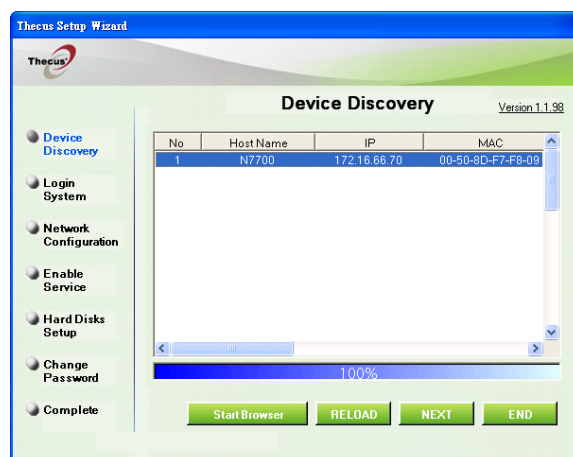 Thecus Setup Wizard
Thecus
Device Discovery
Version 1.1.98
Device
Discovery
Login
System
Network
Configuration
Enable
Service
Hard Disks
Setup
Change
Password
Complete
No Host Name IP MAC
1 N7700 172.16.66.70 00-50-8D-F7-F8-09
100%
Start Browser RELOAD NEXT END